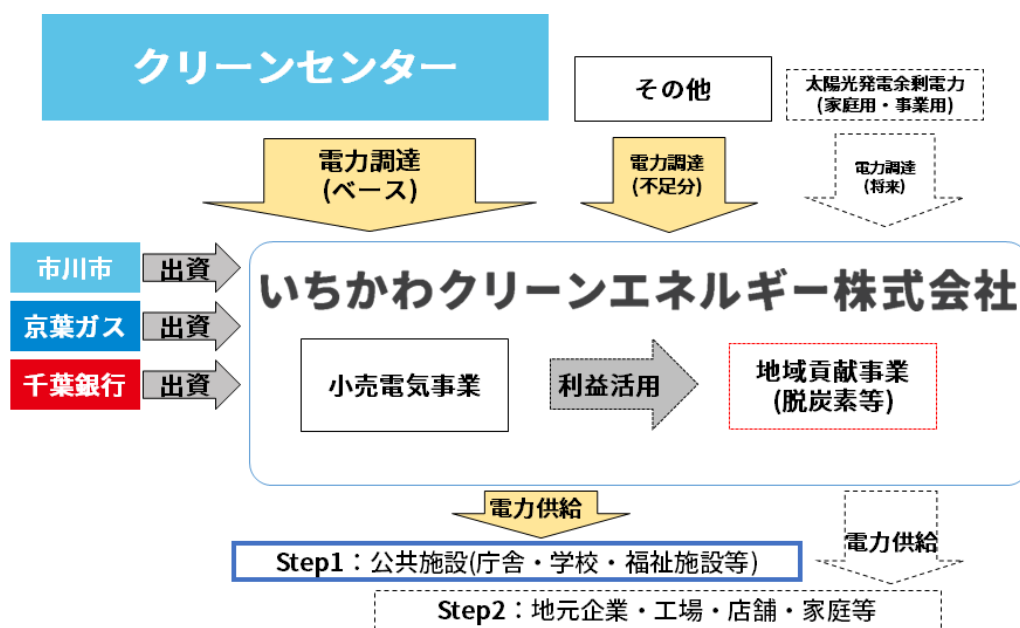 クリーンセンター
その他
太陽光発電余剰電力
(家庭用・事業用)
電力調達
(ベース)
電力調達
(不足分)
電力調達
(将来)
市川市
出資
京葉ガス
出資
千葉銀行
出資
いちかわクリーンエネルギー株式会社
小売電気事業
利益活用
地域貢献事業
(脱炭素等)
電力供給
電力供給
Step1：公共施設(庁舎・学校・福祉施設等)
Step2：地元企業・工場・店舗・家庭等